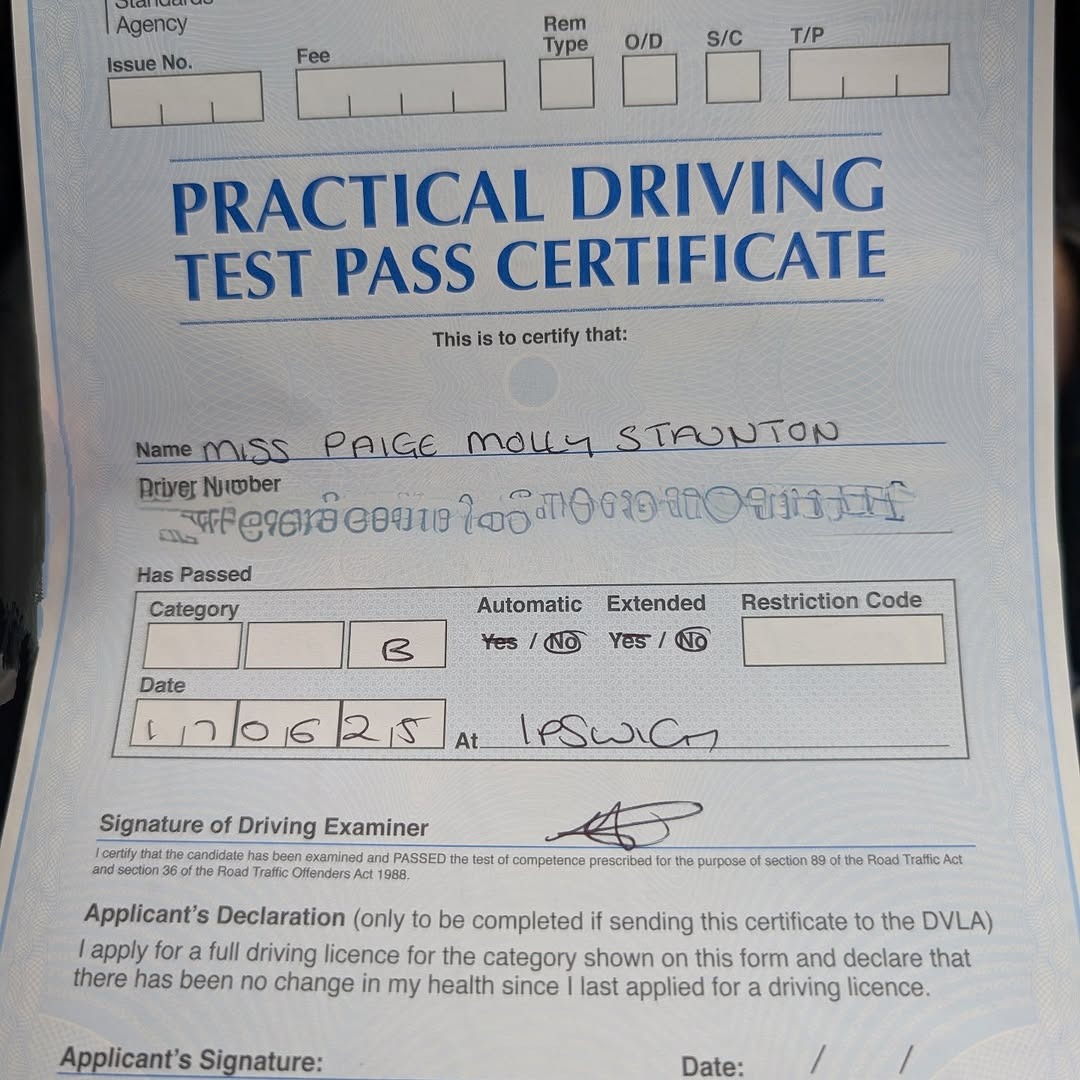 Agency
Issue No. Fee Rem Type O/D S/C T/P
PRACTICAL DRIVING
TEST PASS CERTIFICATE
This is to certify that:
Name MISS PAIGE MOLLY STAUNTON
Driver Number
Has Passed
Category Automatic Extended Restriction Code
B Yes / No Yes / No
Date
17 06 25 At IPSWICH
Signature of Driving Examiner
I certify that the candidate has been examined and PASSED the test of competence prescribed for the purpose of section 89 of the Road Traffic Act
and section 36 of the Road Traffic Offenders Act 1988.
Applicant's Declaration (only to be completed if sending this certificate to the DVLA)
I apply for a full driving licence for the category shown on this form and declare that
there has been no change in my health since I last applied for a driving licence.
Applicant's Signature: Date: / /